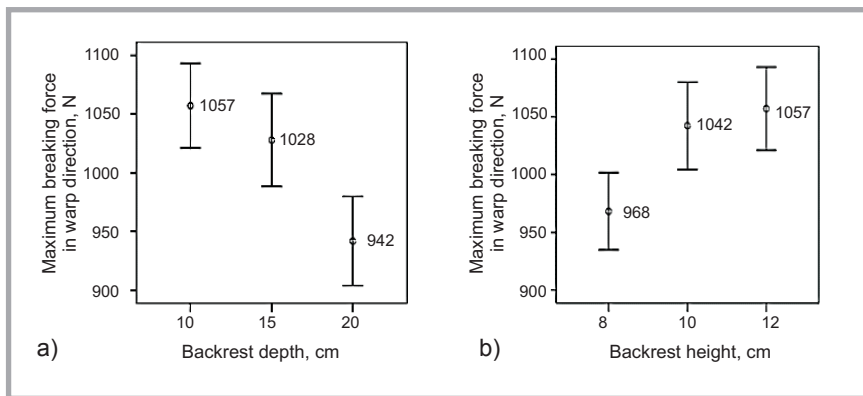 Maximum breaking force
in warp direction, N
1100
1050
1000
950
900
1057
1028
942
10
15
20
a)
Backrest depth, cm
Maximum breaking force
in warp direction, N
1100
1050
1000
950
900
968
1042
1057
8
10
12
b)
Backrest height, cm